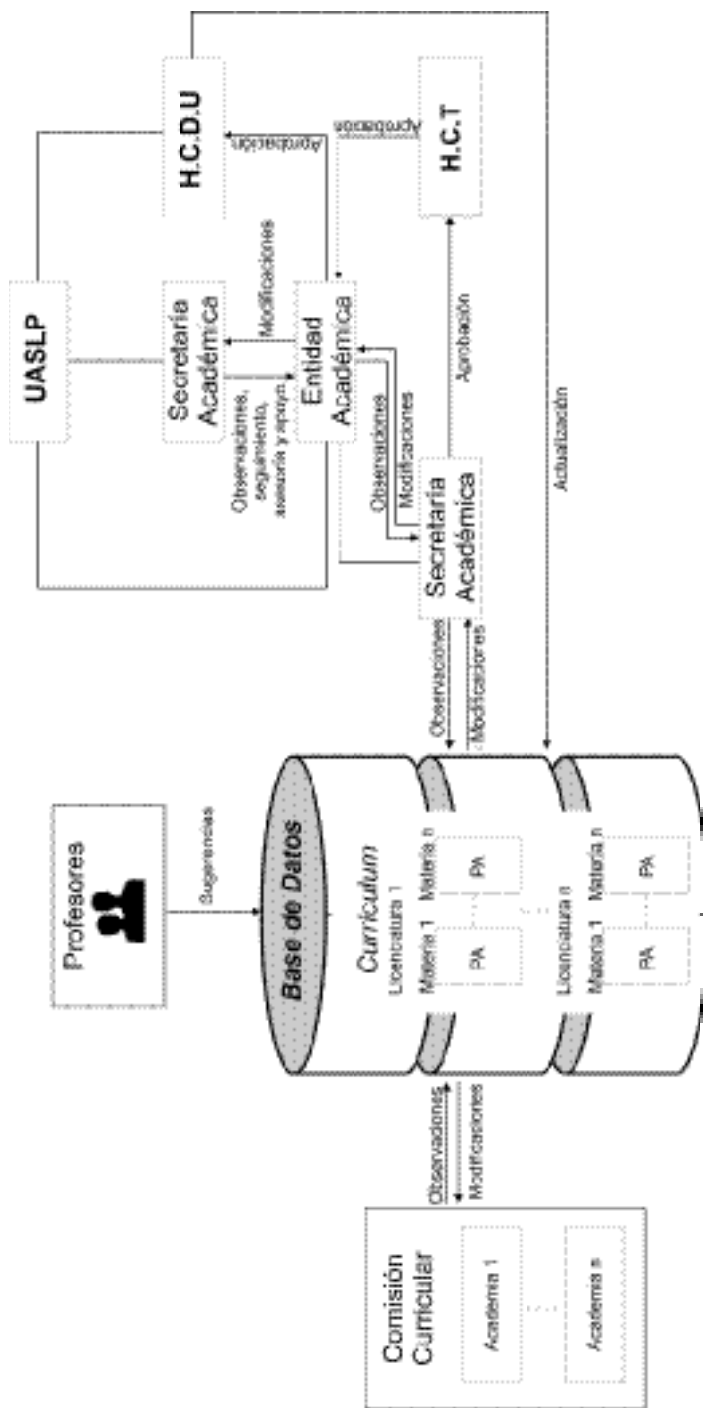 UASLP
H.C.D.U
Secretaría
Académica
Modificaciones
Aprobación
Observaciones,
seguimiento,
asesoría y apoyo.
Entidad
Académica
Observaciones
Modificaciones
Aprobación
H.C.T
Aprobación
Secretaría
Académica
Actualización
Observaciones
Modificaciones
Profesores
Sugerencias
Base de Datos
Curriculum
Licenciatura 1
Materia 1 Materia n
PA PA
Licenciatura n
Materia 1 Materia n
PA PA
Observaciones
Modificaciones
Comisión
Curricular
Academia 1
Academia n